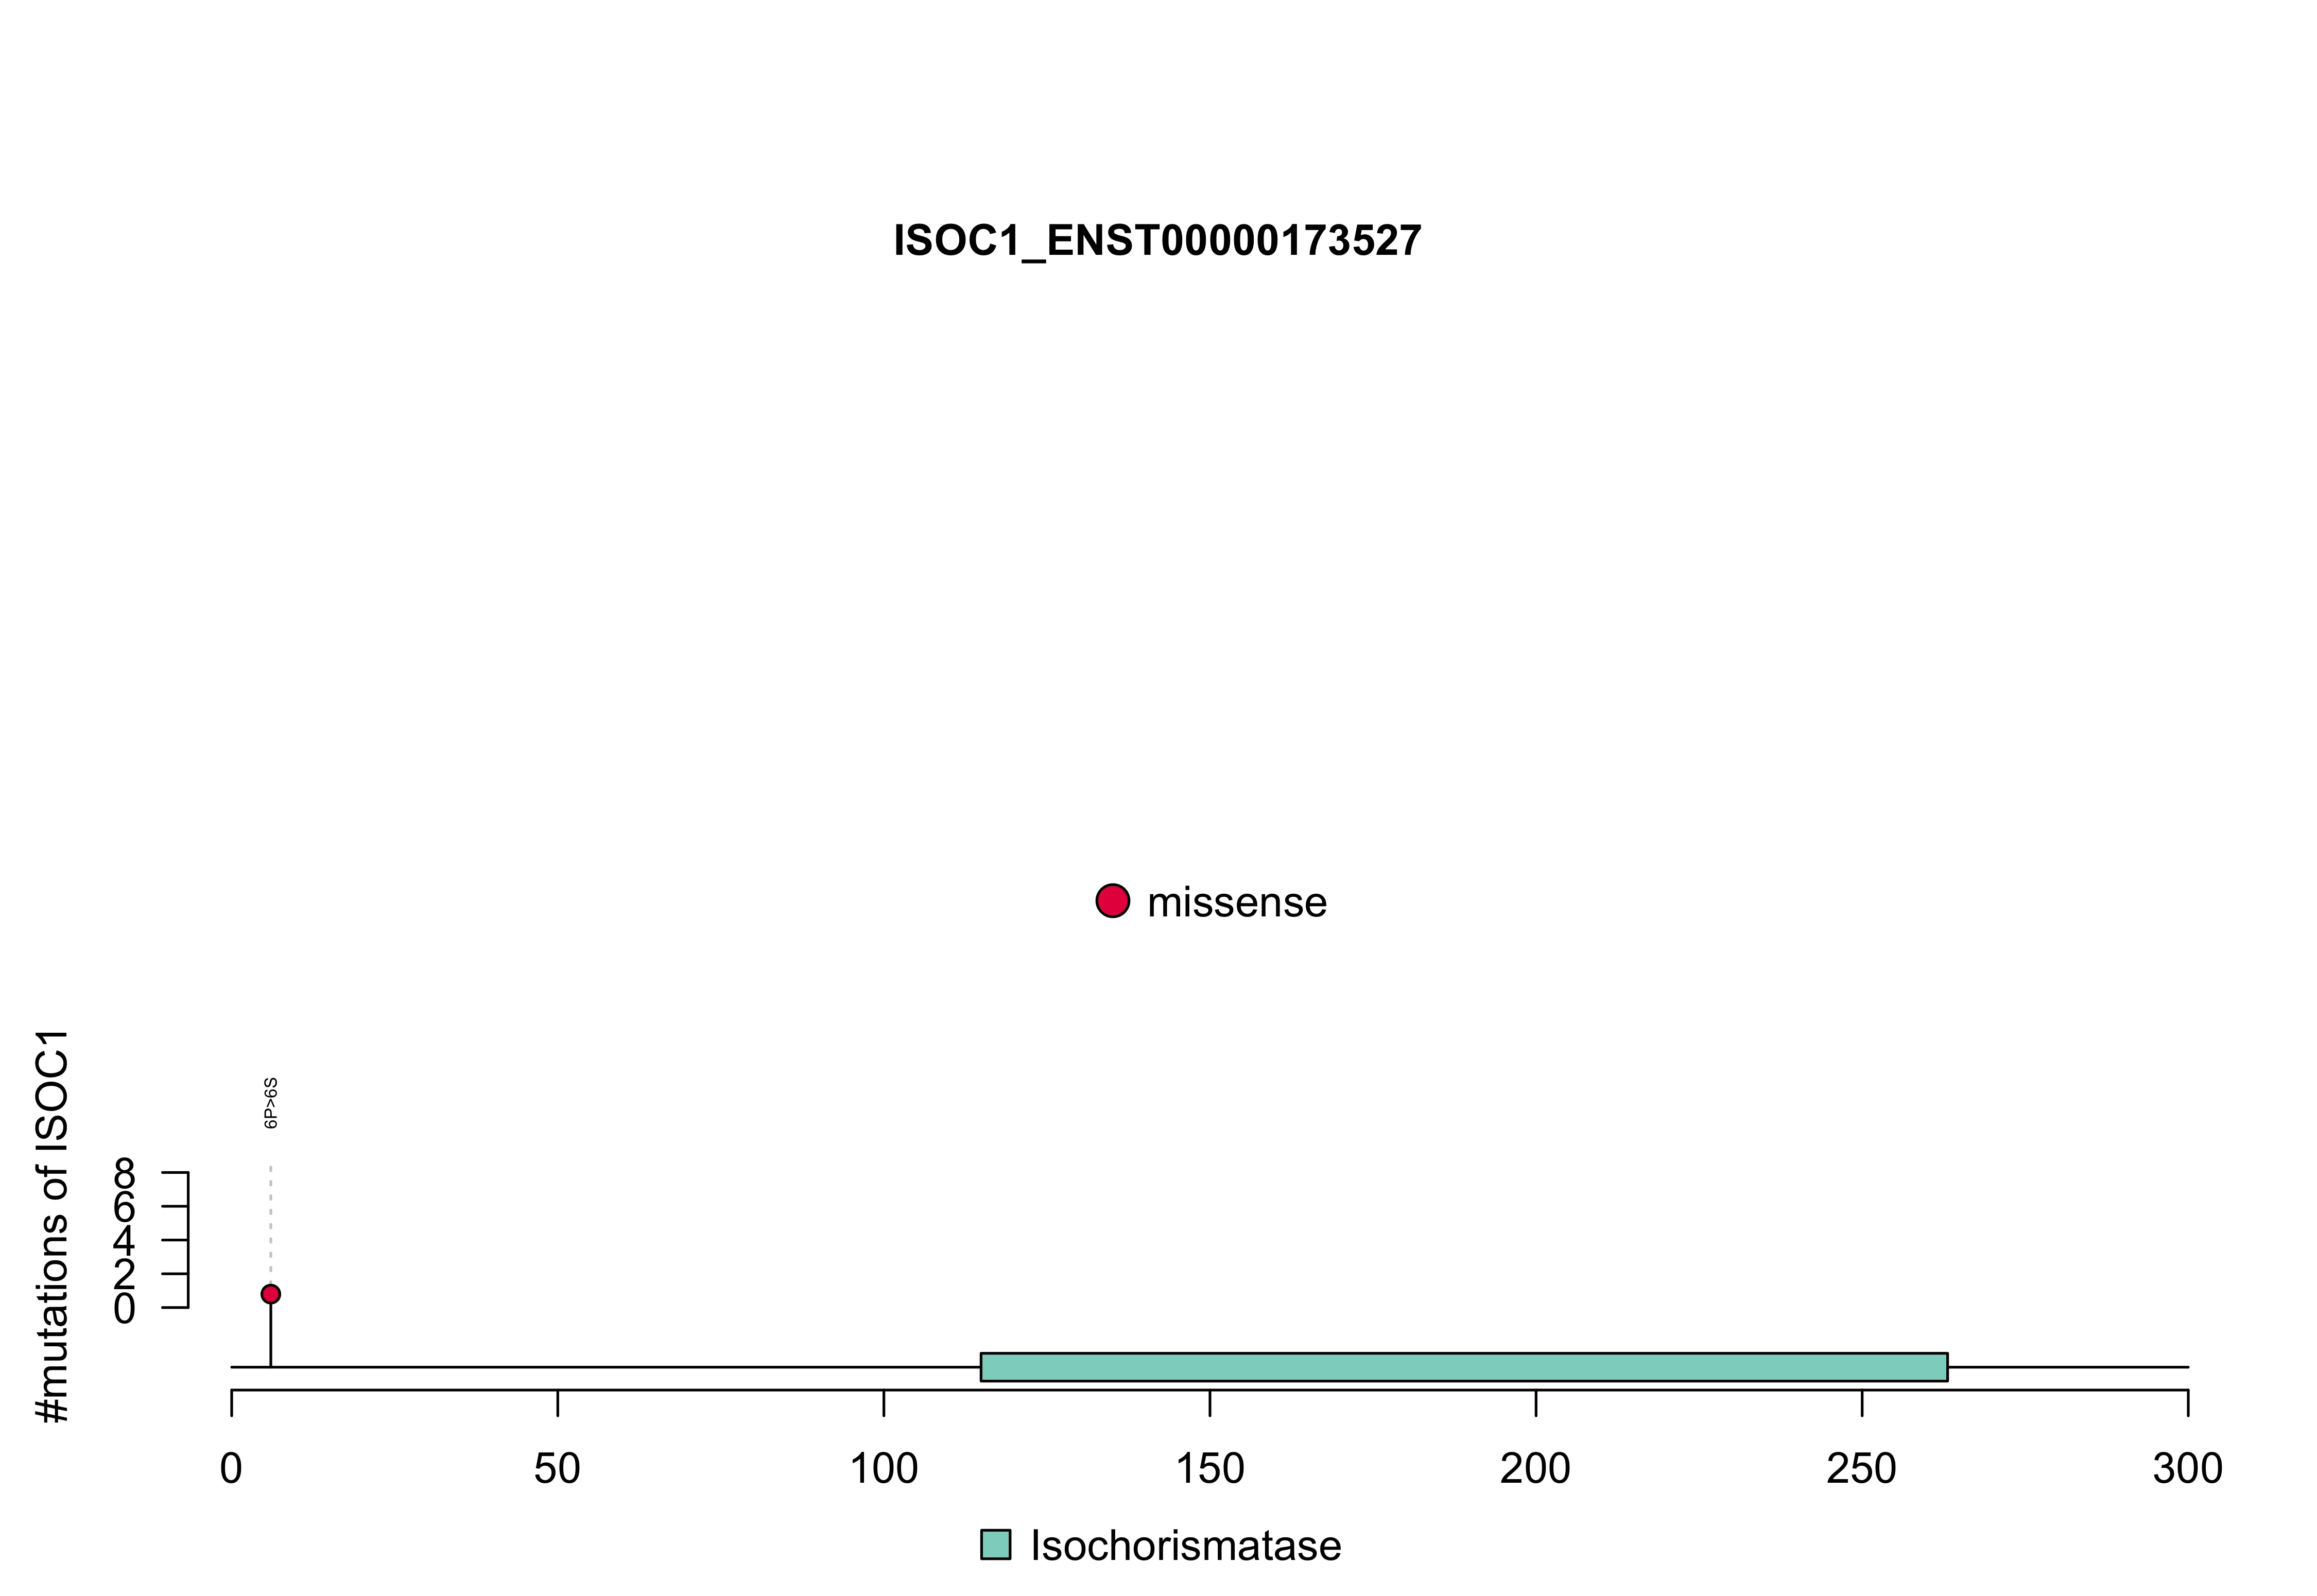 ISOC1_ENST00000173527
missense
#mutations of ISOC1
6P>6S
8
6
4
2
0
0 50 100 150 200 250 300
Isochorismatase